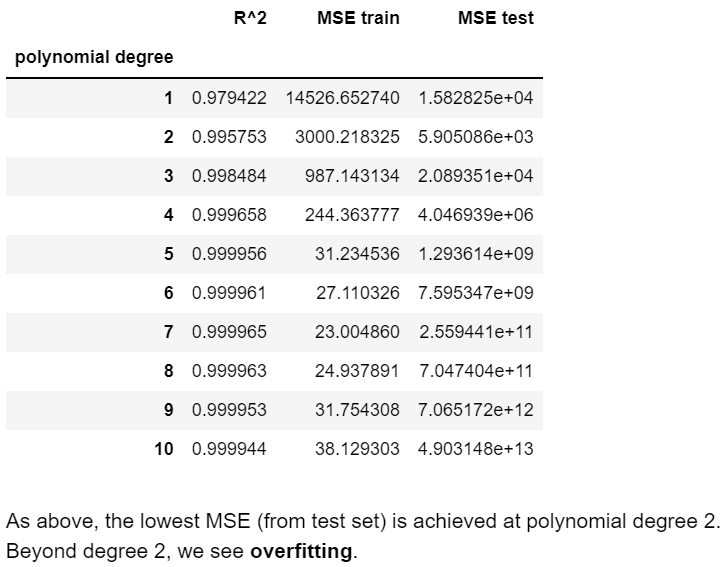 R^2 MSE train MSE test
polynomial degree
1 0.979422 14526.652740 1.582825e+04
2 0.995753 3000.218325 5.905086e+03
3 0.998484 987.143134 2.089351e+04
4 0.999658 244.363777 4.046939e+06
5 0.999956 31.234536 1.293614e+09
6 0.999961 27.110326 7.595347e+09
7 0.999965 23.004860 2.559441e+11
8 0.999963 24.937891 7.047404e+11
9 0.999953 31.754308 7.065172e+12
10 0.999944 38.129303 4.903148e+13
As above, the lowest MSE (from test set) is achieved at polynomial degree 2.
Beyond degree 2, we see overfitting.